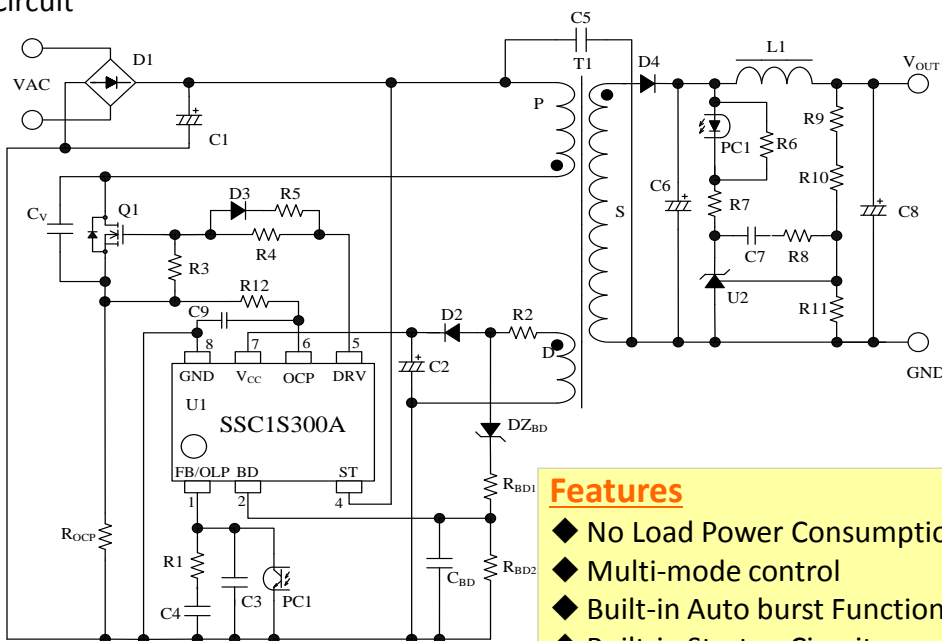 Circuit
C5
T1
D1
D4
L1
VOUT
VAC
P
R9
C1
PC1
R6
R10
D3
R5
CV
Q1
C6
S
R7
C8
R4
R3
C7
R8
R12
U2
C9
R11
D2
R2
8
7
6
5
D
GND
GND
VCC
OCP
DRV
C2
U1
SSC1S300A
DZBD
FB/OLP
BD
ST
1
2
4
RBD1
ROCP
R1
CBD
RBD2
C3
PC1
C4
Features
◆ No Load Power Consumptio
◆ Multi-mode control
◆ Built-in Auto burst Function